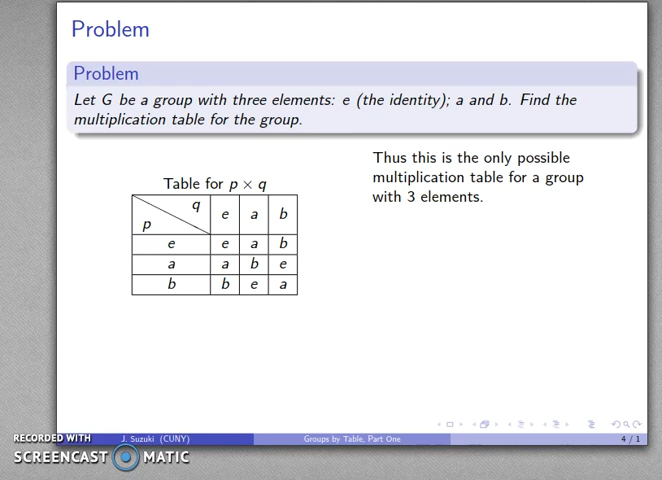 Problem
Problem
Let G be a group with three elements: e (the identity); a and b. Find the
multiplication table for the group.
Thus this is the only possible
multiplication table for a group
with 3 elements.
Table for p × q
q e a b
p
e e a b
a a b e
b b e a
RECORDED WITH
SCREENCAST MATIC
J. Suzuki (CUNY)
Groups by Table, Part One
4 / 1